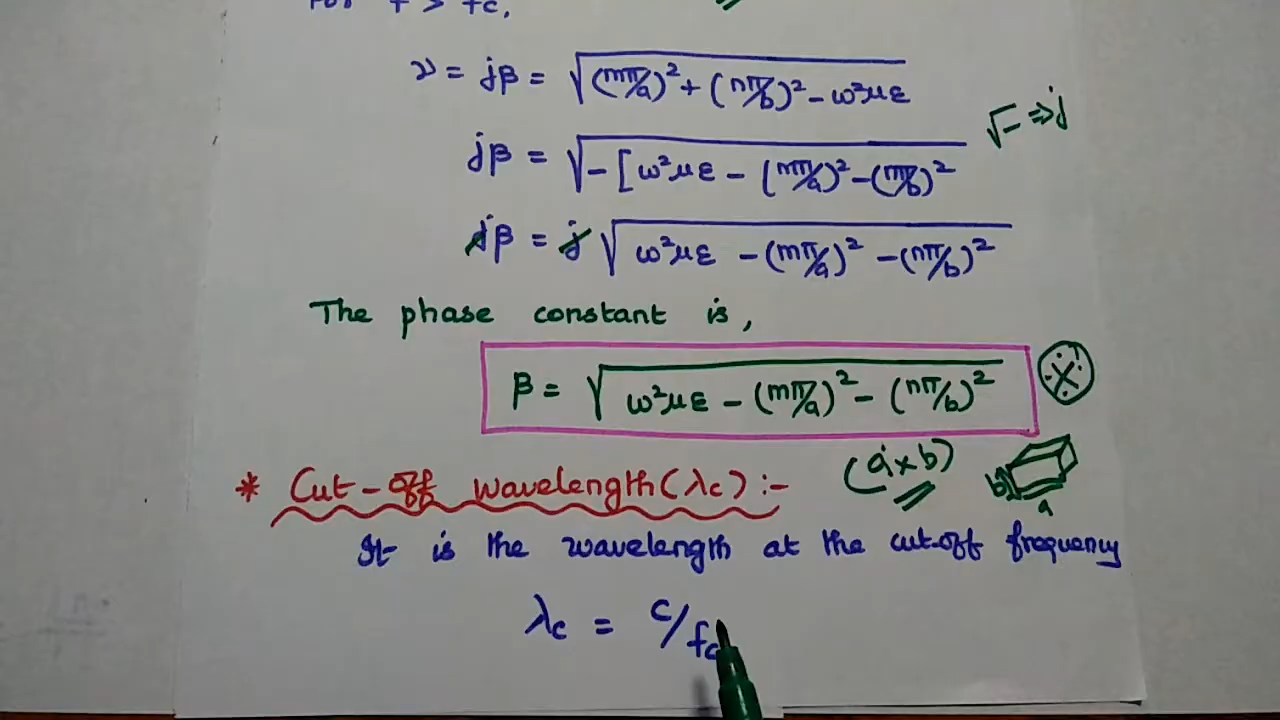 For f > fc,
γ = jβ = √(mπ/a)² + (nπ/b)² - ω²με
√- ⇒ j
jβ = √-[ω²με - (mπ/a)² - (nπ/b)²
jβ = j √ω²με - (mπ/a)² - (nπ/b)²
The phase constant is,
β = √ω²με - (mπ/a)² - (nπ/b)²
(a×b)
b
a
* Cut-off wavelength(λc) :-
It is the wavelength at the cut-off frequency
λc = c/fc